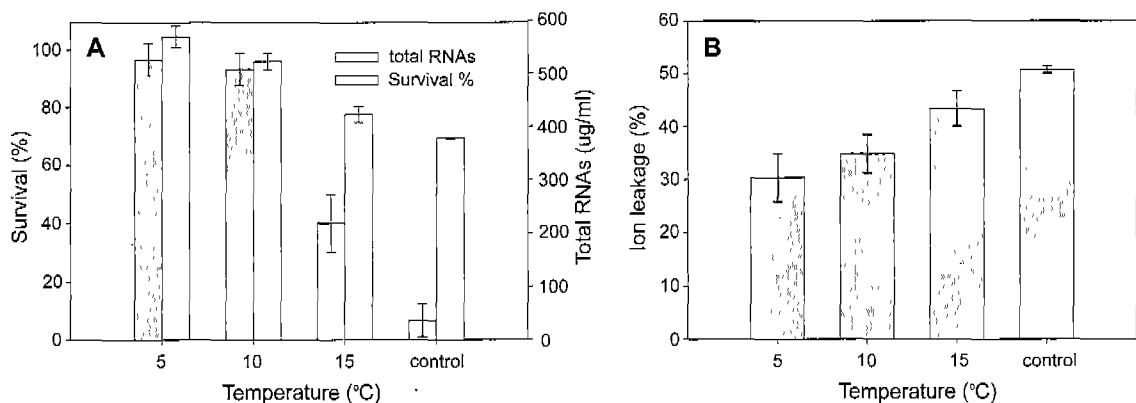 A
total RNAs
Survival %
Survival (%)
100
80
60
40
20
0
600
500
400
300
200
100
0
Total RNAs (ug/ml)
5
10
15
control
Temperature (°C)
B
Ion leakage (%)
60
50
40
30
20
10
0
5
10
15
control
Temperature (°C)